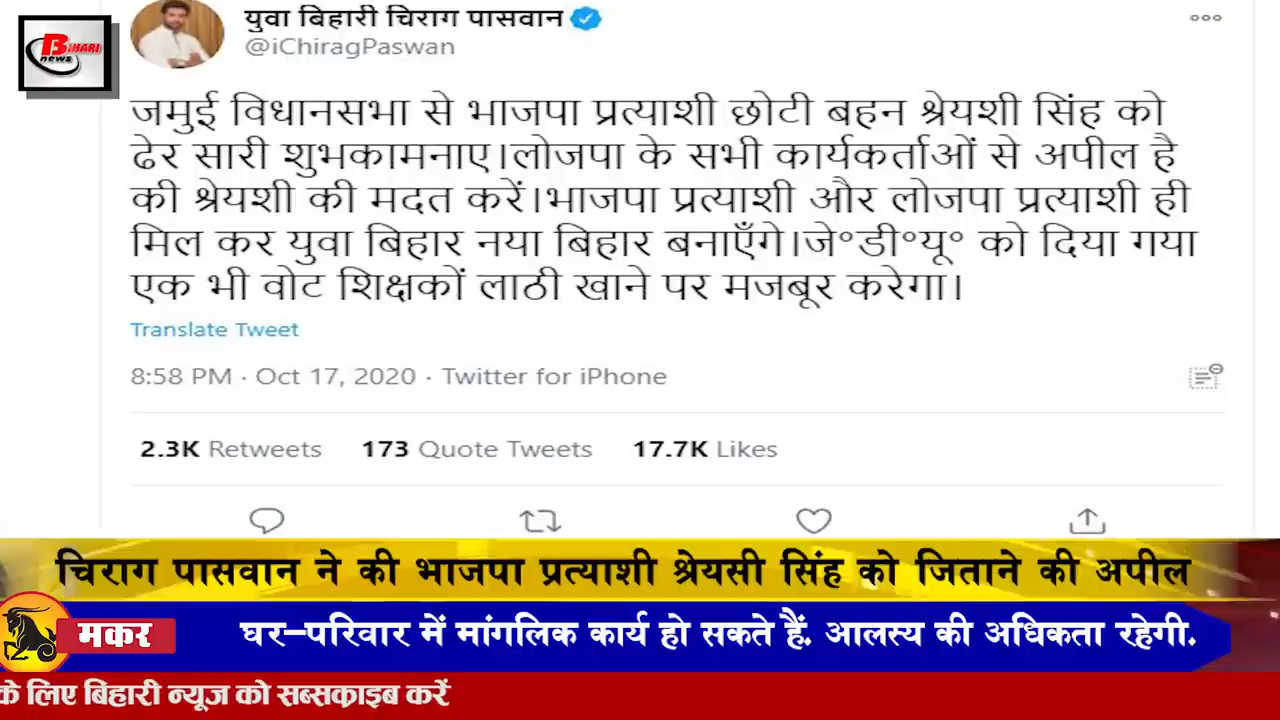 BIHARI
news
युवा बिहारी चिराग पासवान
@iChiragPaswan
जमुई विधानसभा से भाजपा प्रत्याशी छोटी बहन श्रेयशी सिंह को
ढेर सारी शुभकामनाए।लोजपा के सभी कार्यकर्ताओं से अपील है
की श्रेयशी की मदत करें।भाजपा प्रत्याशी और लोजपा प्रत्याशी ही
मिल कर युवा बिहार नया बिहार बनाएँगे।जे॰डी॰यू॰ को दिया गया
एक भी वोट शिक्षकों लाठी खाने पर मजबूर करेगा।
Translate Tweet
8:58 PM · Oct 17, 2020 · Twitter for iPhone
2.3K Retweets 173 Quote Tweets 17.7K Likes
चिराग पासवान ने की भाजपा प्रत्याशी श्रेयसी सिंह को जिताने की अपील
मकर घर–परिवार में मांगलिक कार्य हो सकते हैं. आलस्य की अधिकता रहेगी.
के लिए बिहारी न्यूज को सब्सक्राइब करें